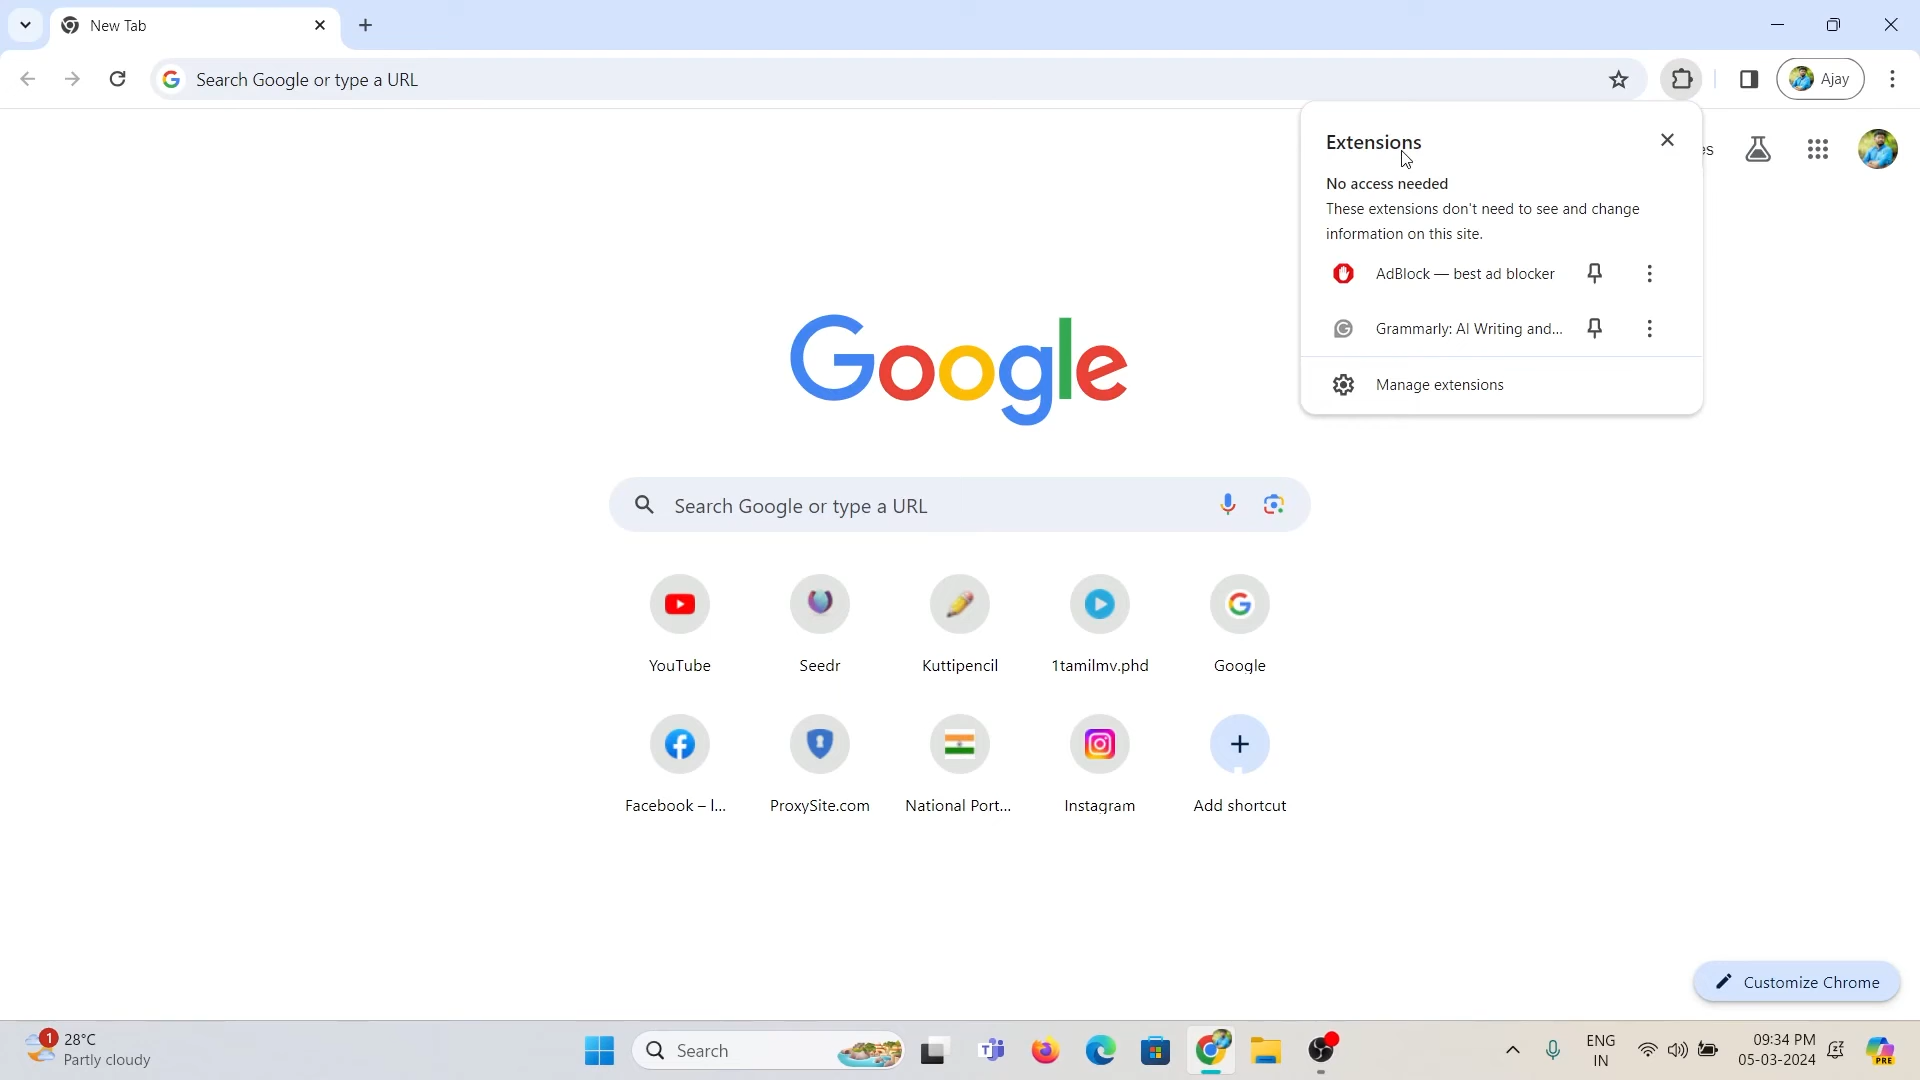 New Tab
Search Google or type a URL
Ajay
Extensions
es
No access needed
These extensions don't need to see and change
information on this site.
AdBlock — best ad blocker
Grammarly: AI Writing and...
Manage extensions
Google
Search Google or type a URL
YouTube
Seedr
Kuttipencil
1tamilmv.phd
Google
Facebook – l...
ProxySite.com
National Port...
Instagram
Add shortcut
Customize Chrome
1
28°C
Partly cloudy
Search
ENG
IN
09:34 PM
05-03-2024
PRE